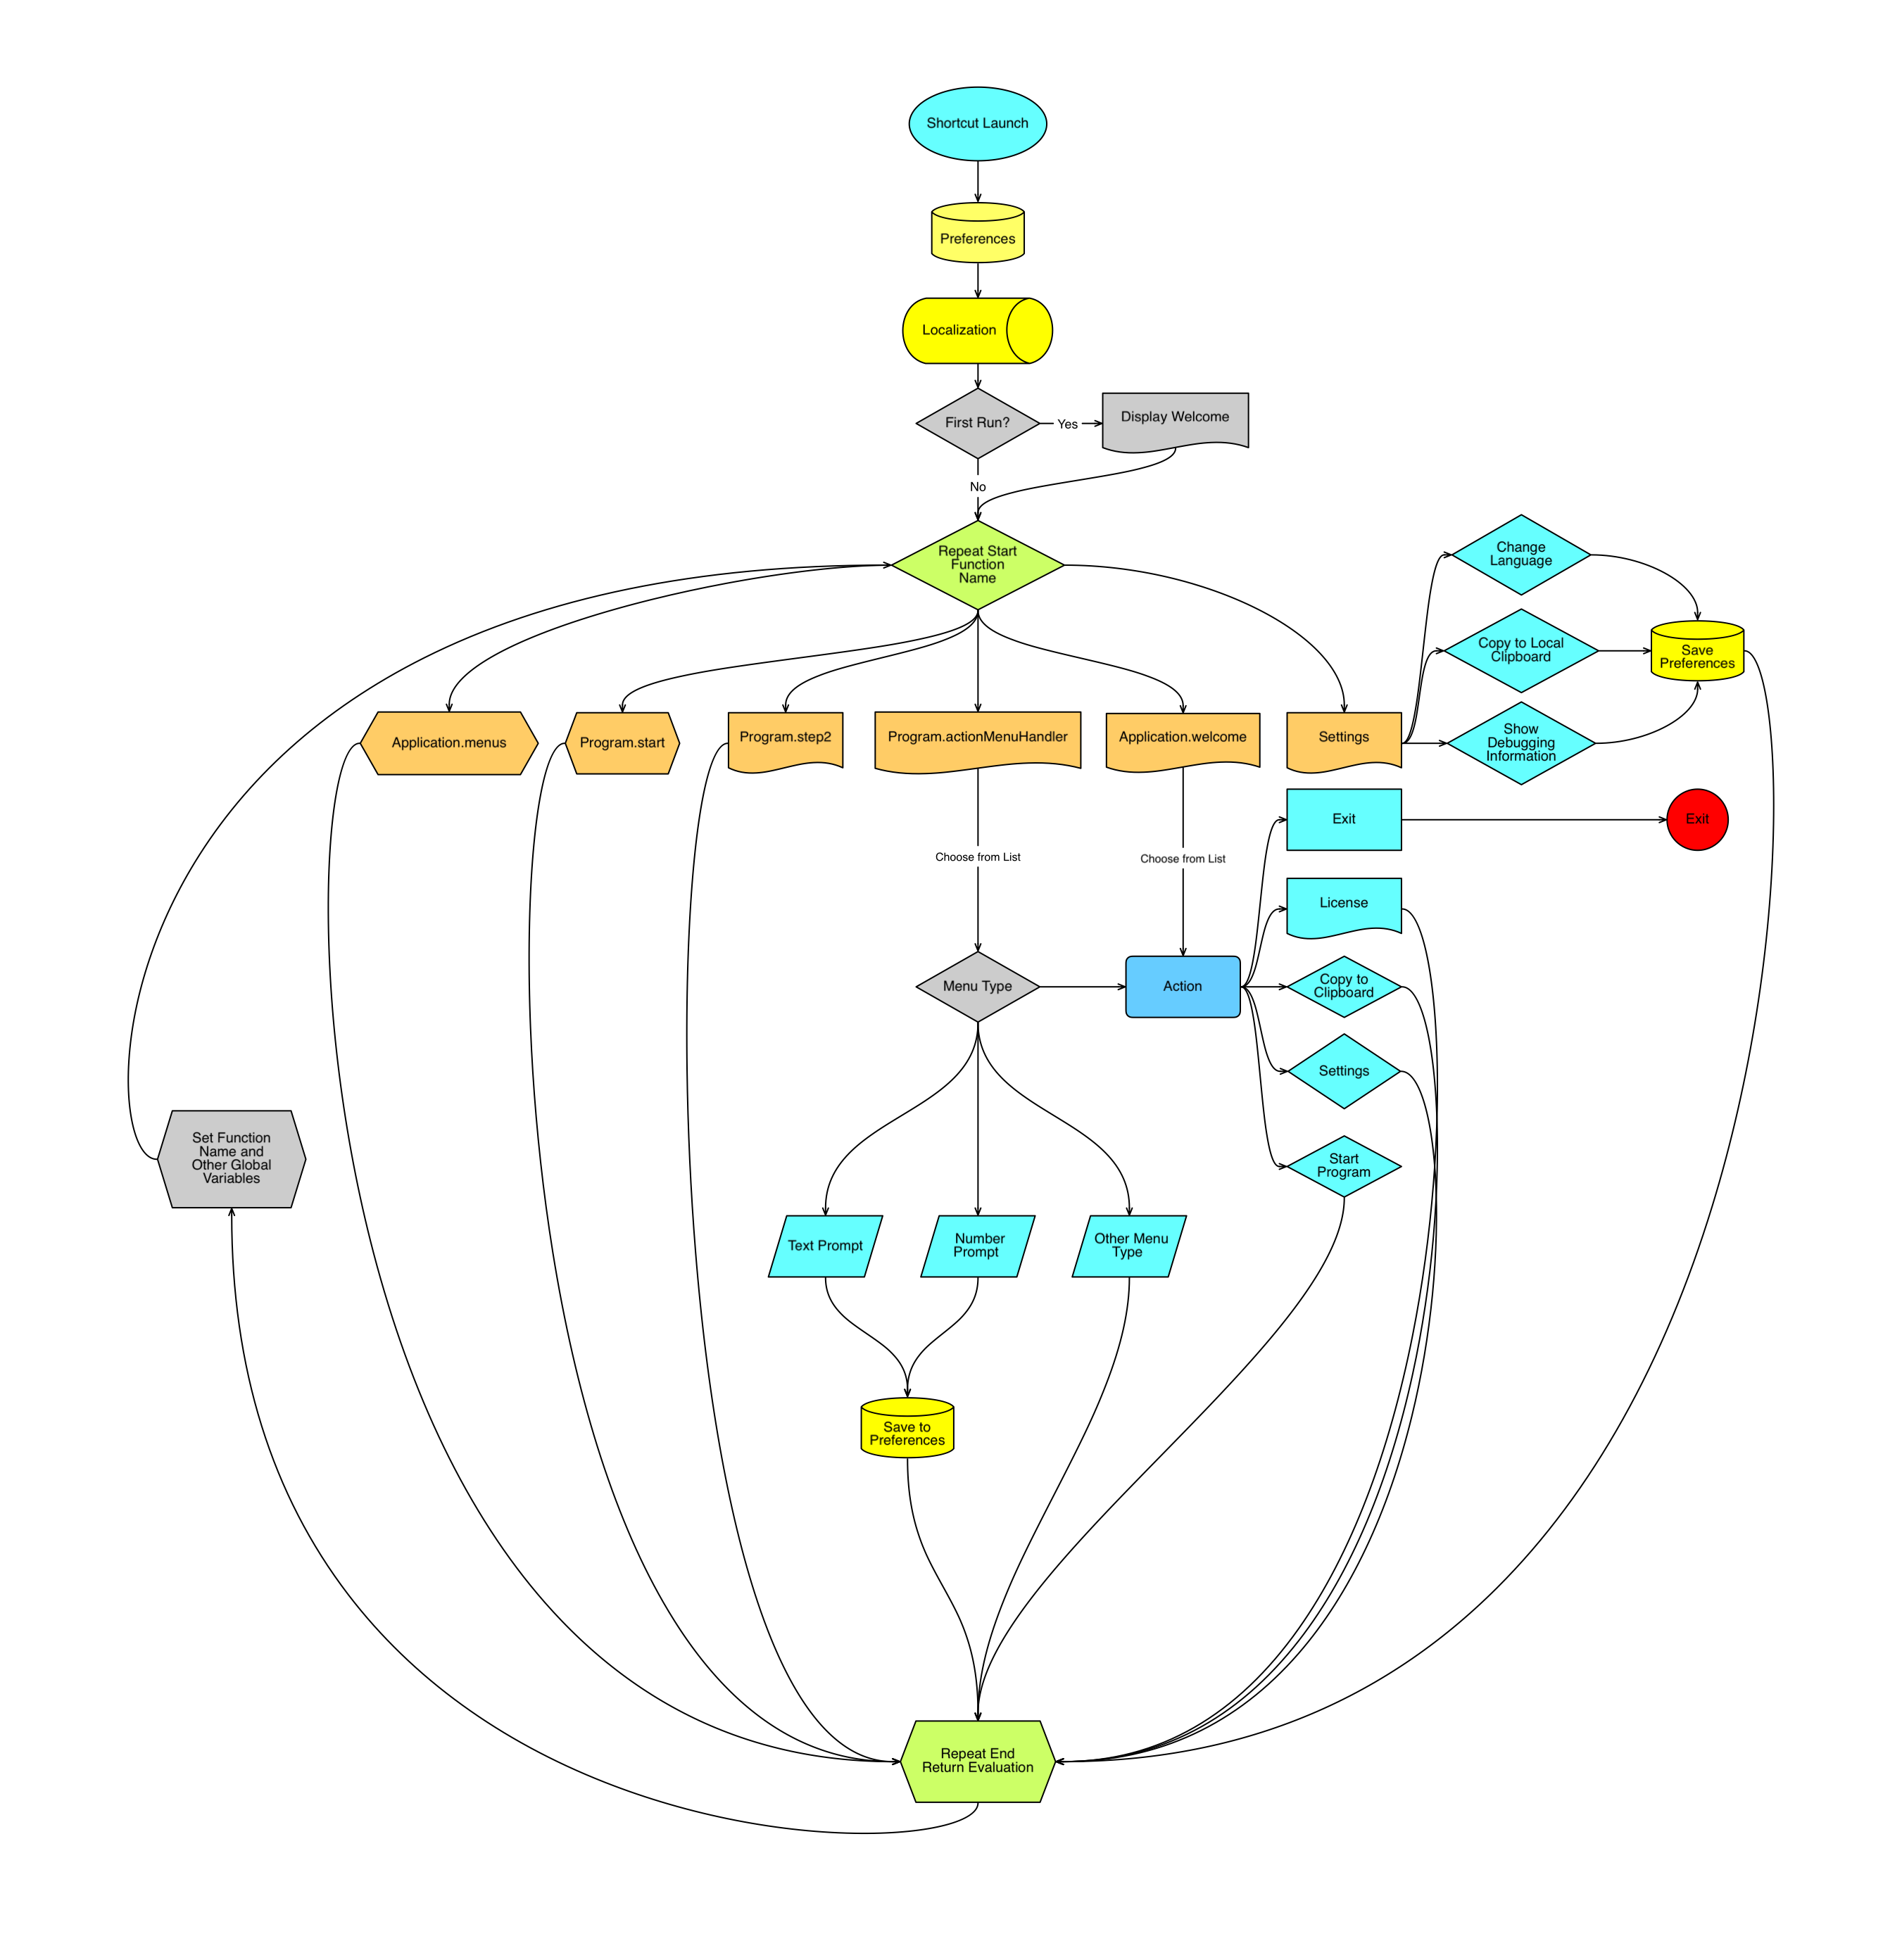 Shortcut Launch
Preferences
Localization
First Run?
Yes
Display Welcome
No
Repeat Start
Function
Name
Change
Language
Copy to Local
Clipboard
Save
Preferences
Show
Debugging
Information
Application.menus
Program.start
Program.step2
Program.actionMenuHandler
Application.welcome
Settings
Exit
Exit
Choose from List
Choose from List
License
Menu Type
Action
Copy to
Clipboard
Settings
Set Function
Name and
Other Global
Variables
Start
Program
Text Prompt
Number
Prompt
Other Menu
Type
Save to
Preferences
Repeat End
Return Evaluation